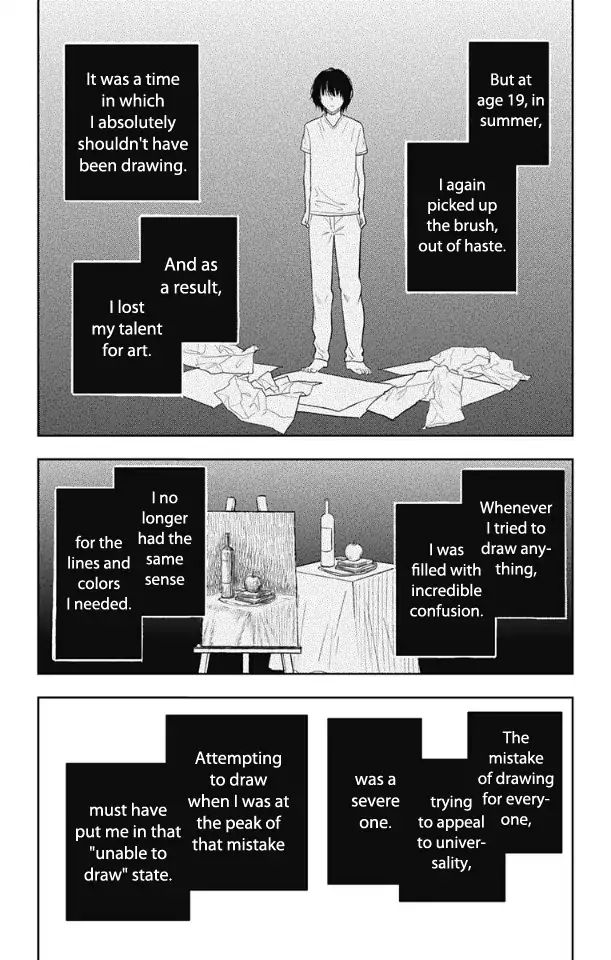 But at
age 19, in
summer,
I again
picked up
the brush,
out of haste.
It was a time
in which
I absolutely
shouldn't have
been drawing.
And as
a result,
I lost
my talent
for art.
Whenever
I tried to
draw any-
thing,
I was
filled with
incredible
confusion.
I no
longer
had the
same
sense
for the
lines and
colors
I needed.
The
mistake
of drawing
for every-
one,
trying
to appeal
to univer-
sality,
was a
severe
one.
Attempting
to draw
when I was at
the peak of
that mistake
must have
put me in that
"unable to
draw" state.